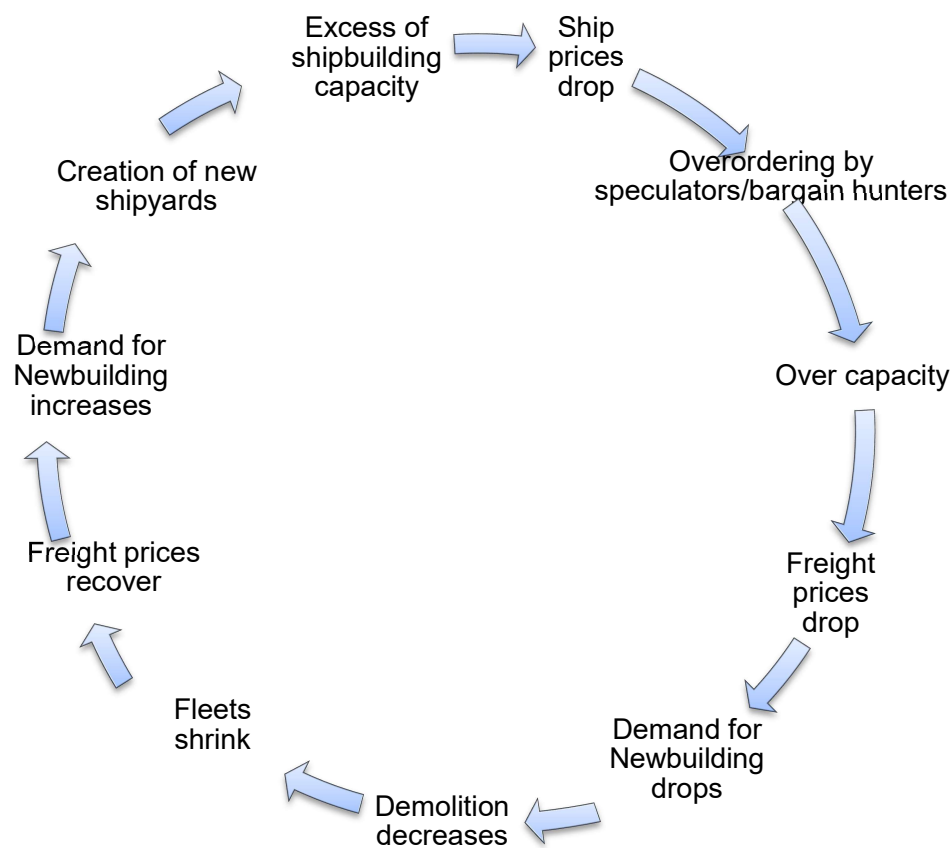 Excess of
shipbuilding
capacity
Ship
prices
drop
Overordering by
speculators/bargain hunters
Over capacity
Freight
prices
drop
Demand for
Newbuilding
drops
Demolition
decreases
Fleets
shrink
Freight prices
recover
Demand for
Newbuilding
increases
Creation of new
shipyards